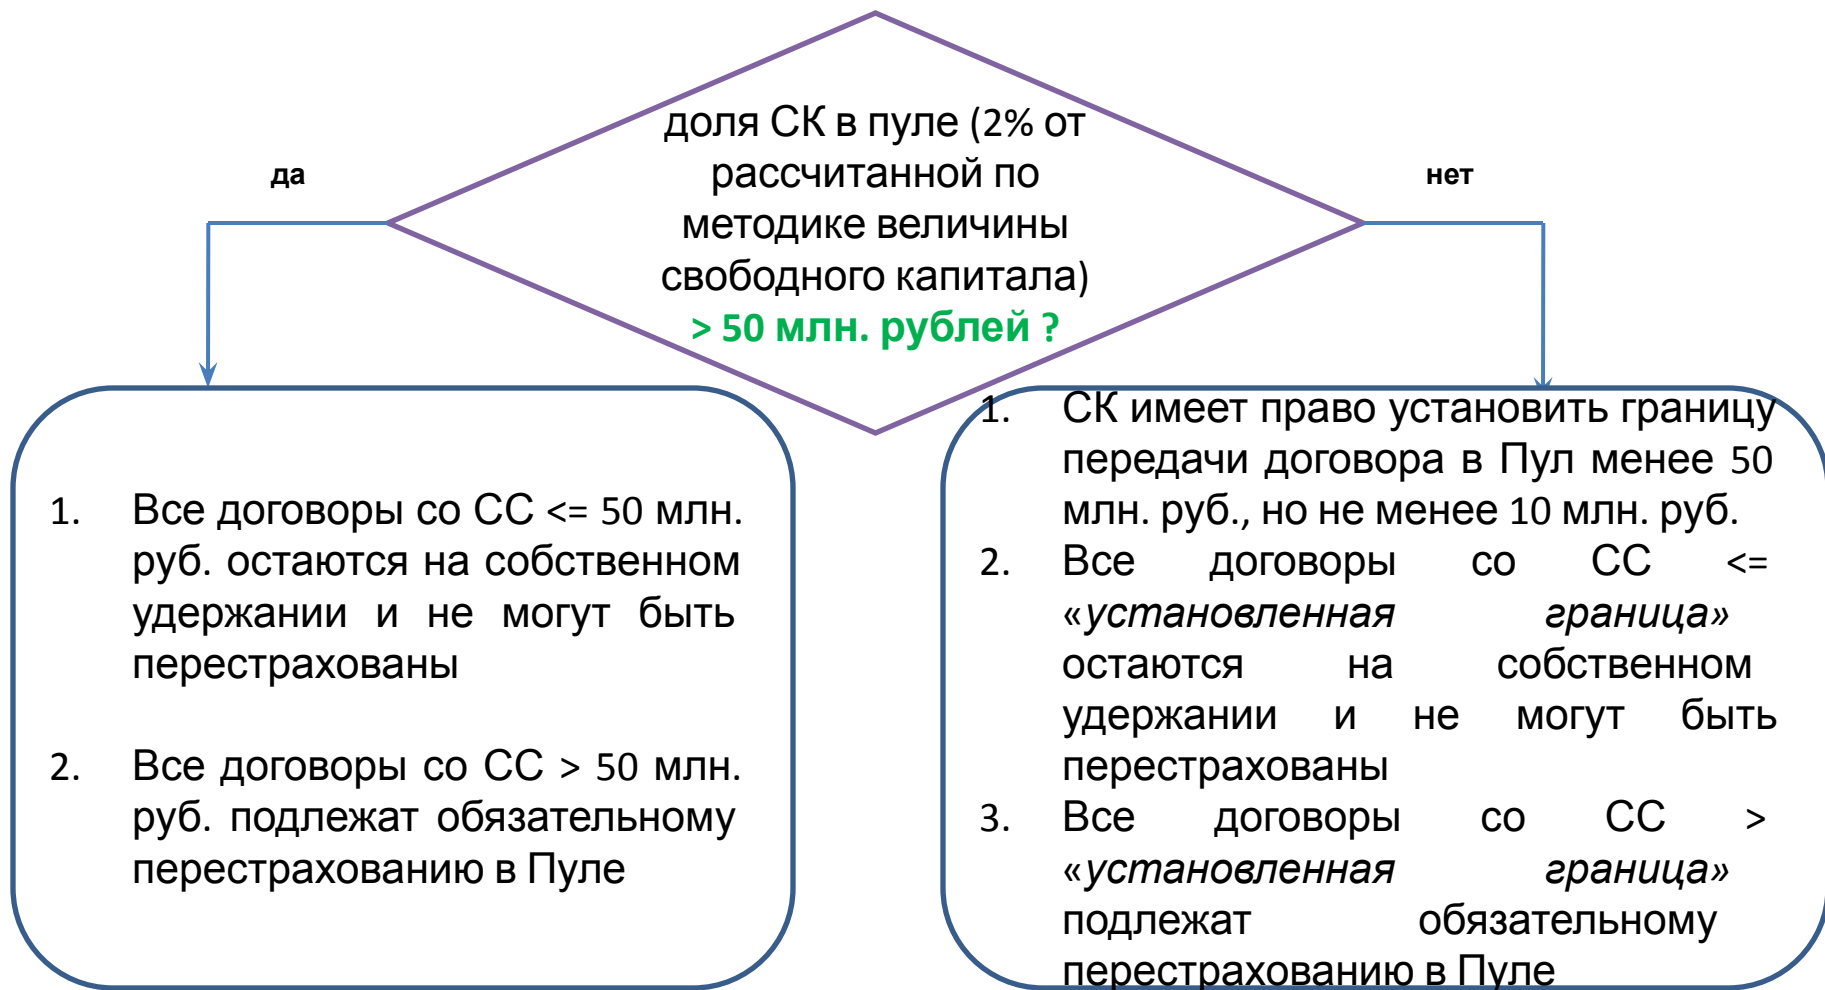 доля СК в пуле (2% от
рассчитанной по
методике величины
свободного капитала)
> 50 млн. рублей ?
да
нет
1. Все договоры со СС <= 50 млн.
руб. остаются на собственном
удержании и не могут быть
перестрахованы
2. Все договоры со СС > 50 млн.
руб. подлежат обязательному
перестрахованию в Пуле
1. СК имеет право установить границу
передачи договора в Пул менее 50
млн. руб., но не менее 10 млн. руб.
2. Все договоры со СС <=
«установленная граница»
остаются на собственном
удержании и не могут быть
перестрахованы
3. Все договоры со СС >
«установленная граница»
подлежат обязательному
перестрахованию в Пуле